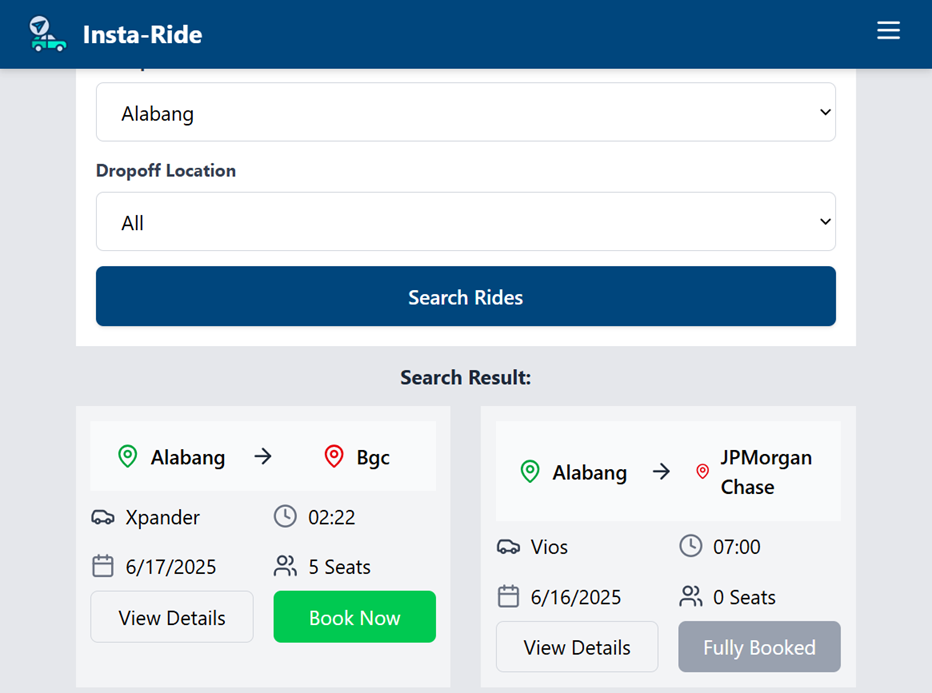 Insta-Ride
Alabang
Dropoff Location
All
Search Rides
Search Result:
Alabang
Bgc
Xpander
02:22
6/17/2025
5 Seats
View Details
Book Now
Alabang
JPMorgan
Chase
Vios
07:00
6/16/2025
0 Seats
View Details
Fully Booked